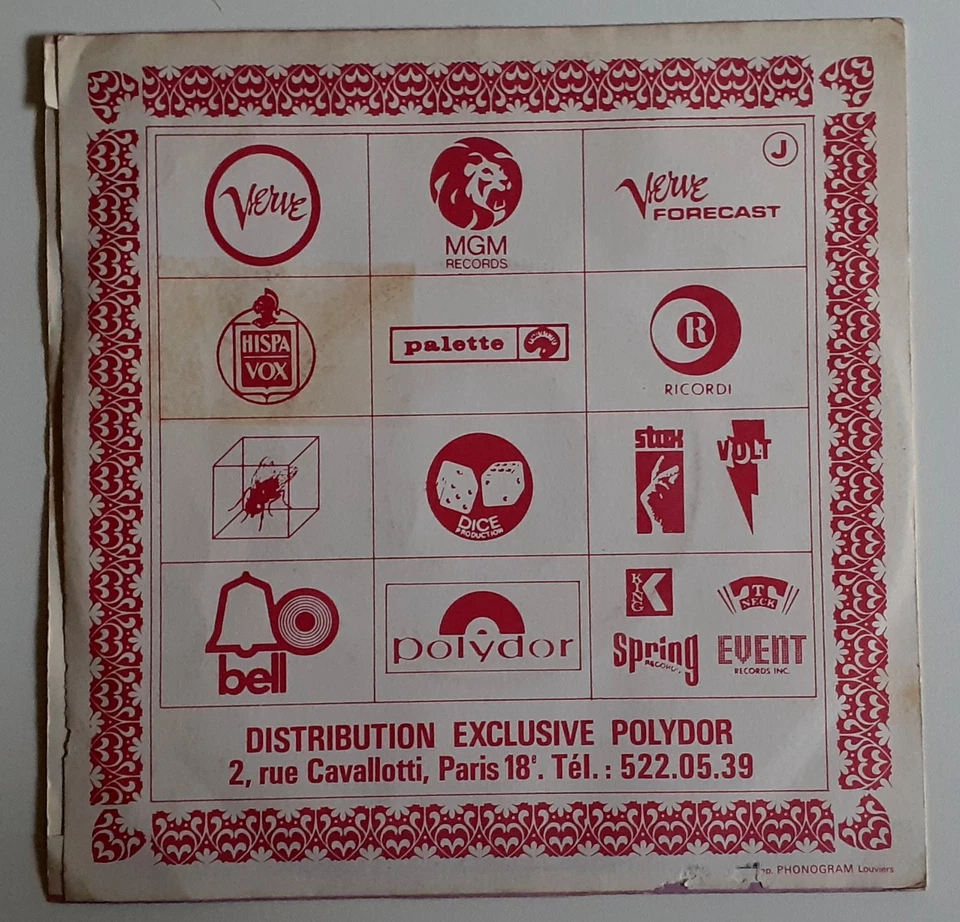 Verve
MGM
RECORDS
Verve
FORECAST
J
HISPA
VOX
palette
R
RICORDI
DICE
PRODUCTION
stax
VOLT
bell
polydor
KING
K
T
NECK
Spring
RECORDS
EVENT
RECORDS INC.
DISTRIBUTION EXCLUSIVE POLYDOR
2, rue Cavallotti, Paris 18e. Tél. : 522.05.39
PHONOGRAM Louviers